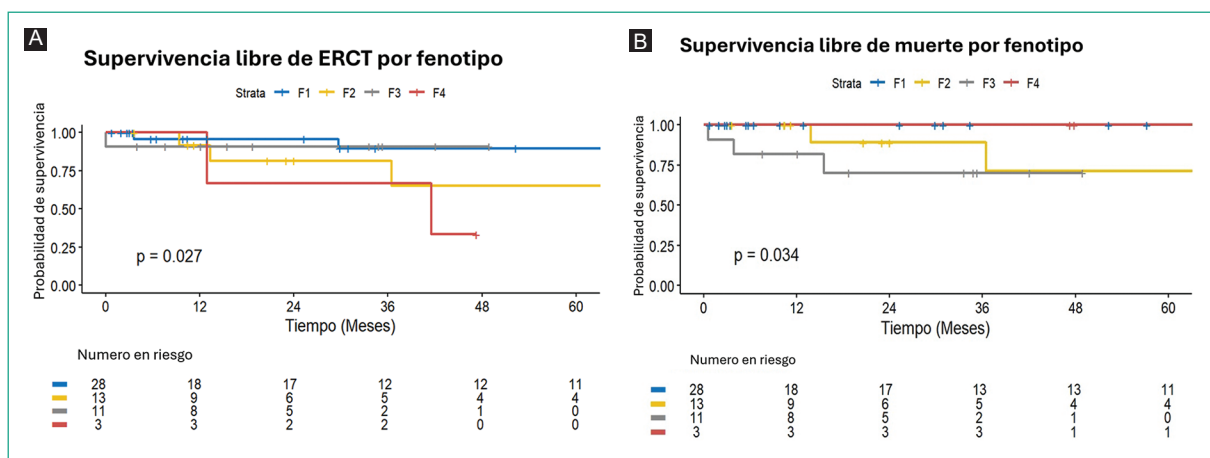 A
Supervivencia libre de ERCT por fenotipo
Strata F1 F2 F3 F4
Probabilidad de supervivencia
1.00
0.75
0.50
0.25
0.00
p = 0.027
0 12 24 36 48 60
Tiempo (Meses)
Numero en riesgo
28 18 17 12 12 11
13 9 6 5 4 4
11 8 5 2 1 0
3 3 2 2 0 0
B
Supervivencia libre de muerte por fenotipo
Strata F1 F2 F3 F4
Probabilidad de supervivencia
1.00
0.75
0.50
0.25
0.00
p = 0.034
0 12 24 36 48 60
Tiempo (Meses)
Numero en riesgo
28 18 17 13 13 11
13 9 6 5 4 4
11 8 5 2 1 0
3 3 3 3 1 1